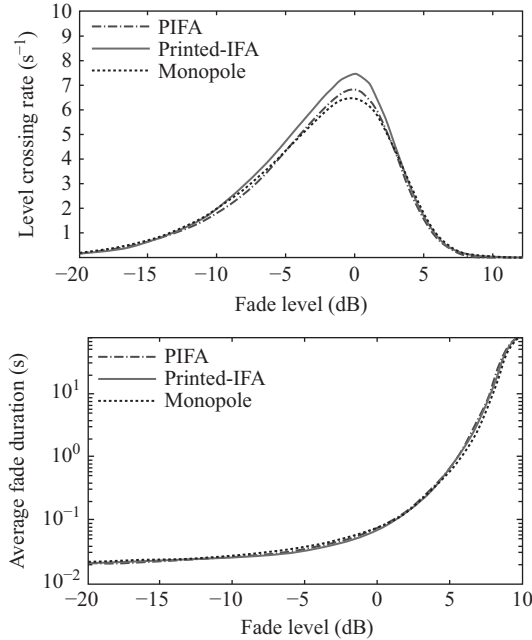 10
9
8
7
6
5
4
3
2
1
Level crossing rate (s⁻¹)
PIFA
Printed-IFA
Monopole
−20 −15 −10 −5 0 5 10
Fade level (dB)
10¹
10⁰
10⁻¹
10⁻²
Average fade duration (s)
PIFA
Printed-IFA
Monopole
−20 −15 −10 −5 0 5 10
Fade level (dB)